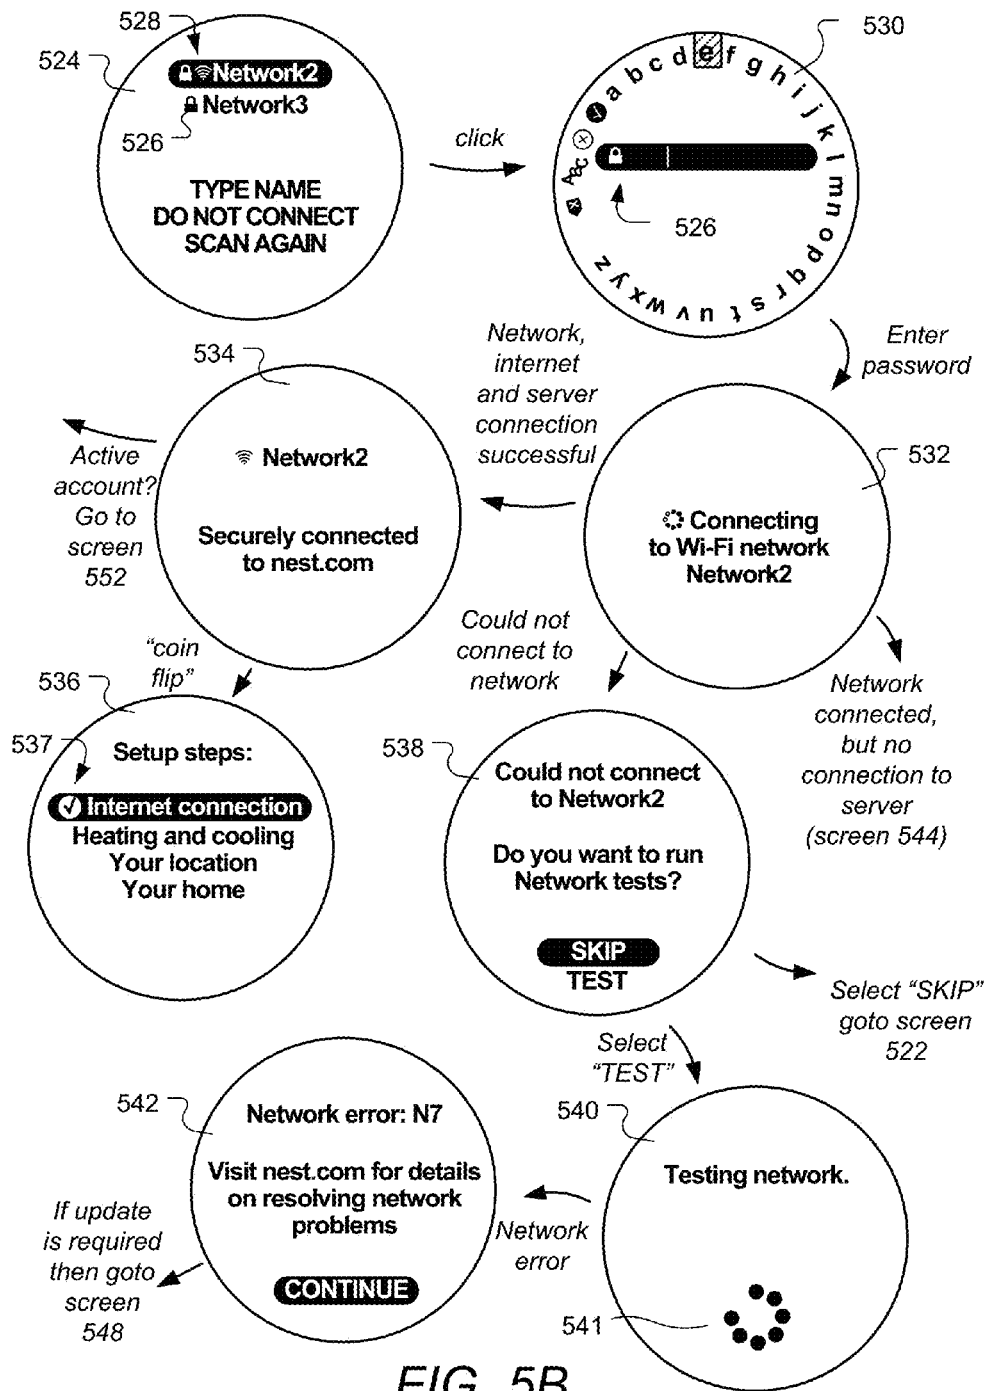 528
524
Network2
Network3
526
TYPE NAME
DO NOT CONNECT
SCAN AGAIN
click
530
ABC
a b c d e f g h i j k l m n o p q r s t u v w x y z
526
Enter
password
Network,
internet
and server
connection
successful
534
Network2
Securely connected
to nest.com
Active
account?
Go to
screen
552
532
Connecting
to Wi-Fi network
Network2
"coin
flip"
Could not
connect to
network
Network
connected,
but no
connection to
server
(screen 544)
536
537
Setup steps:
Internet connection
Heating and cooling
Your location
Your home
538
Could not connect
to Network2
Do you want to run
Network tests?
SKIP
TEST
Select "SKIP"
goto screen
522
Select
"TEST"
542
Network error: N7
Visit nest.com for details
on resolving network
problems
CONTINUE
If update
is required
then goto
screen
548
Network
error
540
Testing network.
541
FIG. 5B